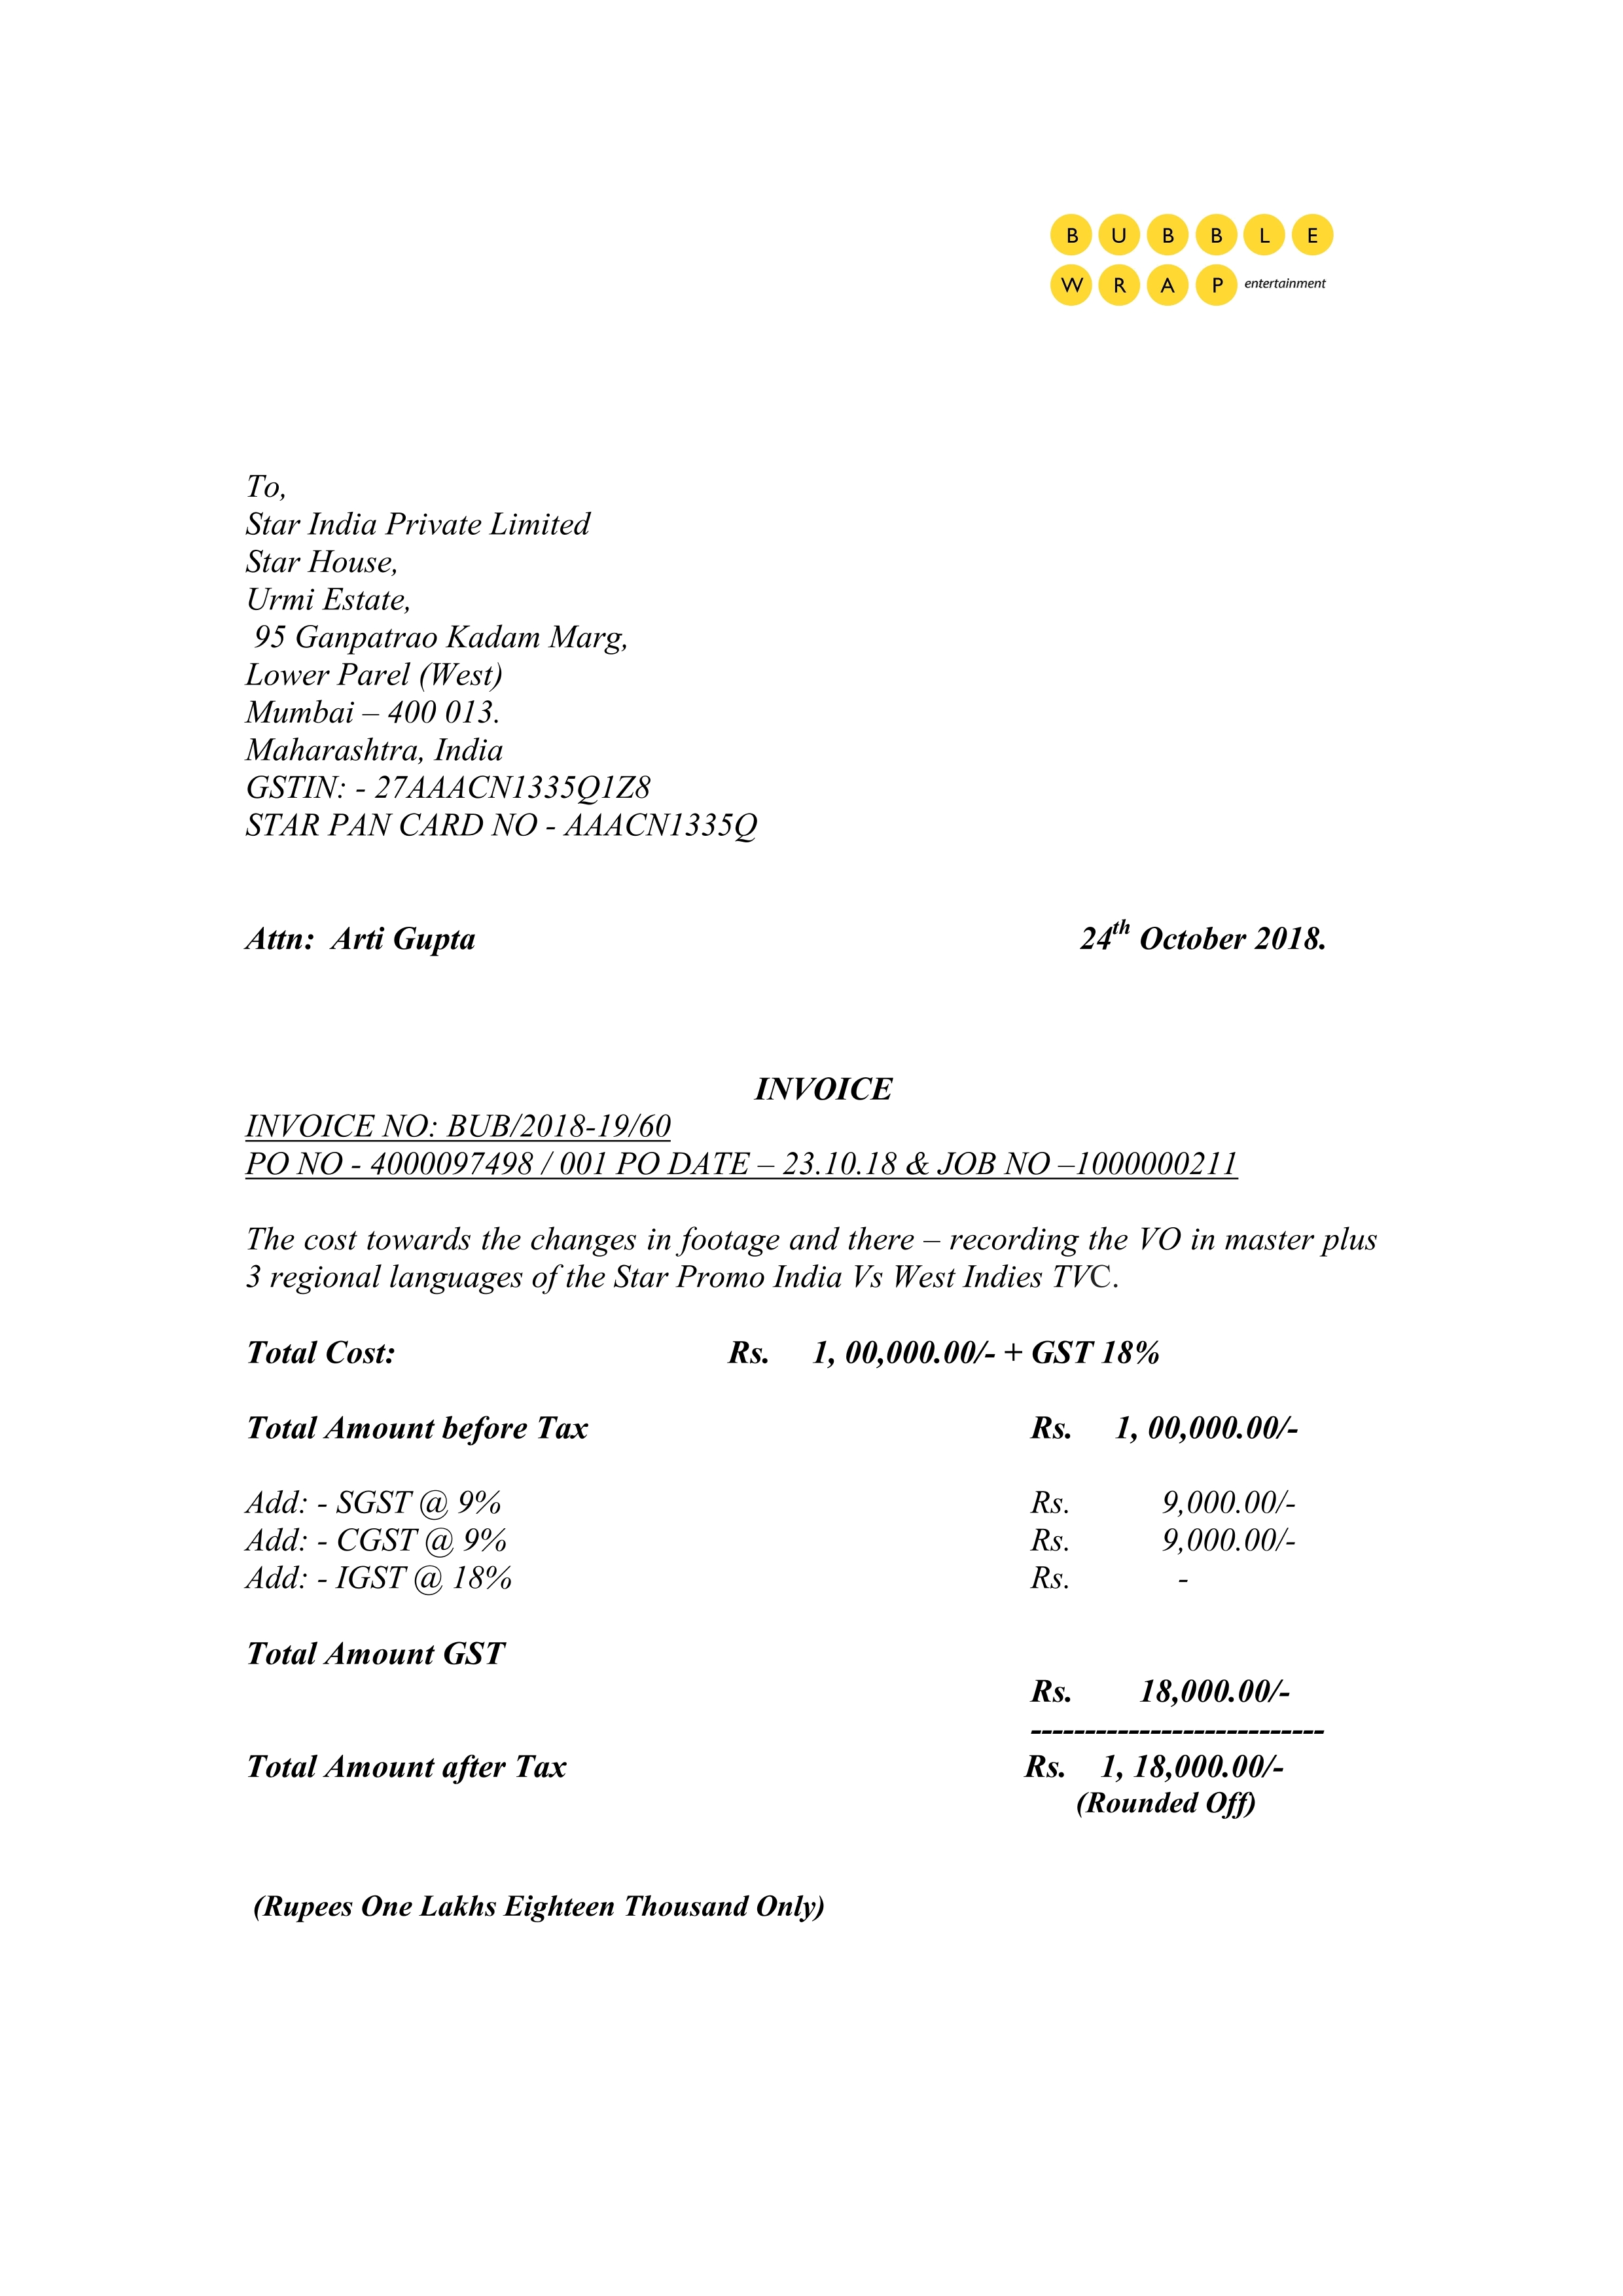 BUBBLE
WRAP entertainment
To,
Star India Private Limited
Star House,
Urmi Estate,
95 Ganpatrao Kadam Marg,
Lower Parel (West)
Mumbai – 400 013.
Maharashtra, India
GSTIN: - 27AAACN1335Q1Z8
STAR PAN CARD NO - AAACN1335Q
Attn: Arti Gupta 24th October 2018.
INVOICE
INVOICE NO: BUB/2018-19/60
PO NO - 4000097498 / 001 PO DATE – 23.10.18 & JOB NO –1000000211
The cost towards the changes in footage and there – recording the VO in master plus
3 regional languages of the Star Promo India Vs West Indies TVC.
Total Cost: Rs. 1, 00,000.00/- + GST 18%
Total Amount before Tax Rs. 1, 00,000.00/-
Add: - SGST @ 9% Rs. 9,000.00/-
Add: - CGST @ 9% Rs. 9,000.00/-
Add: - IGST @ 18% Rs. -
Total Amount GST
Rs. 18,000.00/-
---------------------------
Total Amount after Tax Rs. 1, 18,000.00/-
(Rounded Off)
(Rupees One Lakhs Eighteen Thousand Only)